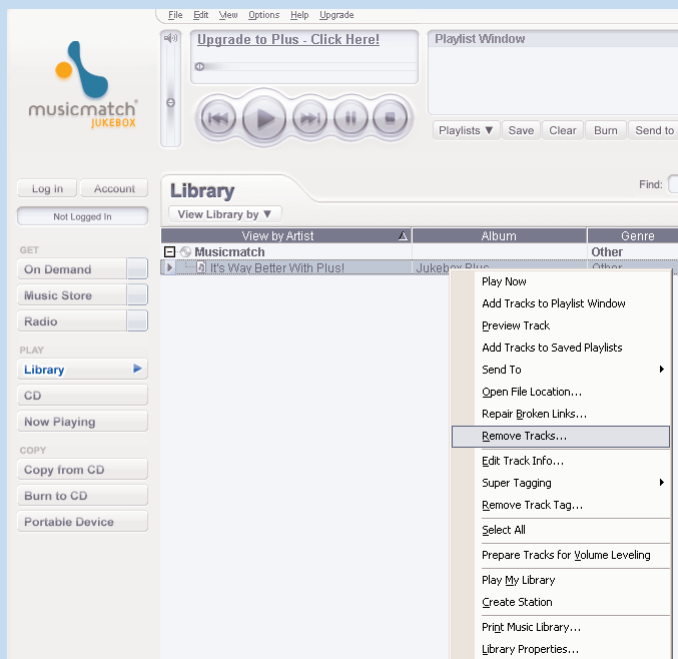 File Edit View Options Help Upgrade
Upgrade to Plus - Click Here!
Playlist Window
musicmatch®
JUKEBOX
Playlists ▼ Save Clear Burn Send to
Log in Account
Not Logged In
Library
Find:
View Library by ▼
View by Artist Album Genre
Musicmatch Other
It's Way Better With Plus! Jukebox Plus Other
GET
On Demand
Music Store
Radio
PLAY
Library
CD
Now Playing
COPY
Copy from CD
Burn to CD
Portable Device
Play Now
Add Tracks to Playlist Window
Preview Track
Add Tracks to Saved Playlists
Send To
Open File Location...
Repair Broken Links...
Remove Tracks...
Edit Track Info...
Super Tagging
Remove Track Tag...
Select All
Prepare Tracks for Volume Leveling
Play My Library
Create Station
Print Music Library...
Library Properties...